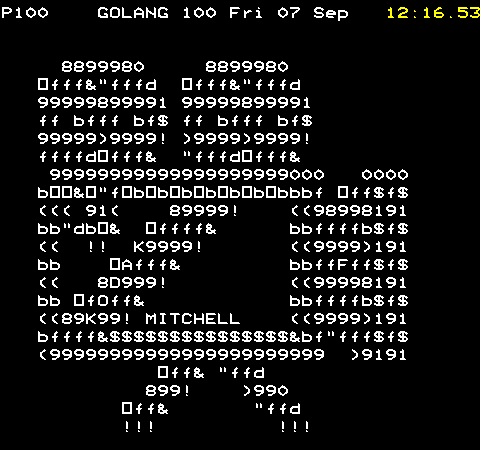 P100 GOLANG 100 Fri 07 Sep 12:16.53
8899980 8899980
□fff&"fffd □fff&"fffd
99999899991 99999899991
ff bfff bf$ ff bfff bf$
99999)9999! )9999)9999!
ffffd□fff& "fffd□fff&
99999999999999999999ooo oooo
b□□&□"f□b□b□b□b□b□b□bbbf □ff$f$
((( 91( 89999! ((98998191
bb"db□& □ffff& bbffffb$f$
(( !! K9999! ((9999)191
bb □Afff& bbffFff$f$
(( 8D999! ((99998191
bb □fOff& bbffffb$f$
((89K99! MITCHELL ((9999)191
bffff&$$$$$$$$$$$$$$$&bf"fff$f$
(99999999999999999999999 )9191
□ff& "ffd
899! )990
□ff& "ffd
!!! !!!